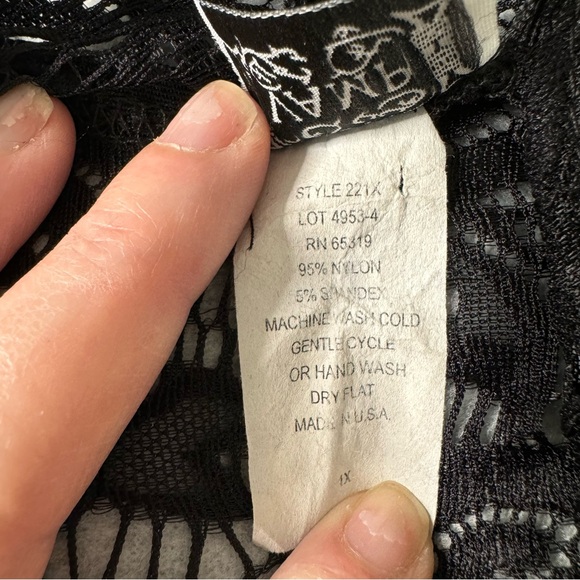 STYLE 221X
LOT 4953-4
RN 65319
95% NYLON
5% SPANDEX
MACHINE WASH COLD
GENTLE CYCLE
OR HAND WASH
DRY FLAT
MADE IN U.S.A.
1X